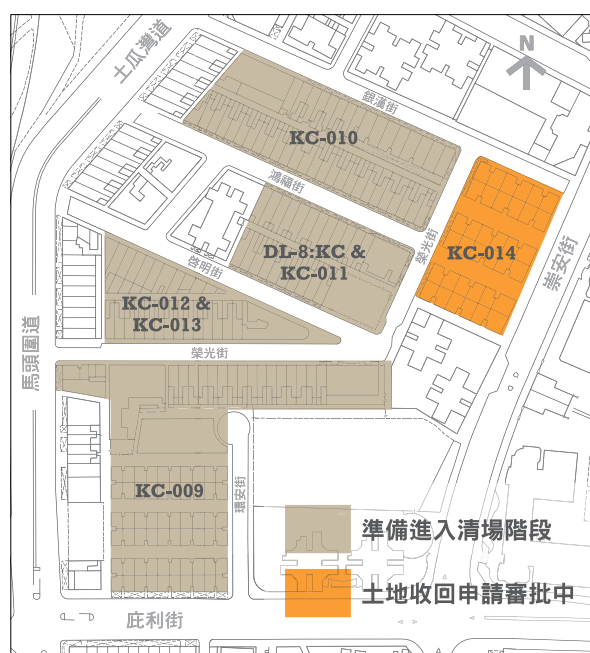 土瓜灣道
N
銀漢街
KC-010
鴻福街
DL-8:KC &
KC-011
榮光街
KC-014
崇安街
啓明街
KC-012 &
KC-013
榮光街
馬頭圍道
KC-009
環安街
準備進入清場階段
土地收回申請審批中
庇利街